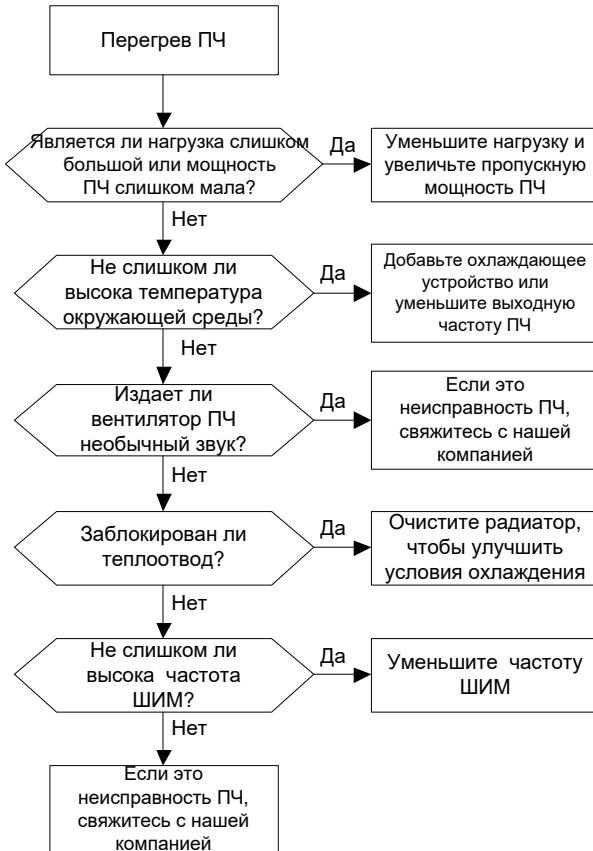 Перегрев ПЧ
Является ли нагрузка слишком
большой или мощность
ПЧ слишком мала?
Да
Уменьшите нагрузку и
увеличьте пропускную
мощность ПЧ
Нет
Не слишком ли
высока температура
окружающей среды?
Да
Добавьте охлаждающее
устройство или
уменьшите выходную
частоту ПЧ
Нет
Издает ли
вентилятор ПЧ
необычный звук?
Да
Если это
неисправность ПЧ,
свяжитесь с нашей
компанией
Нет
Заблокирован ли
теплоотвод?
Да
Очистите радиатор,
чтобы улучшить
условия охлаждения
Нет
Не слишком ли
высока частота
ШИМ?
Да
Уменьшите частоту
ШИМ
Нет
Если это
неисправность ПЧ,
свяжитесь с нашей
компанией